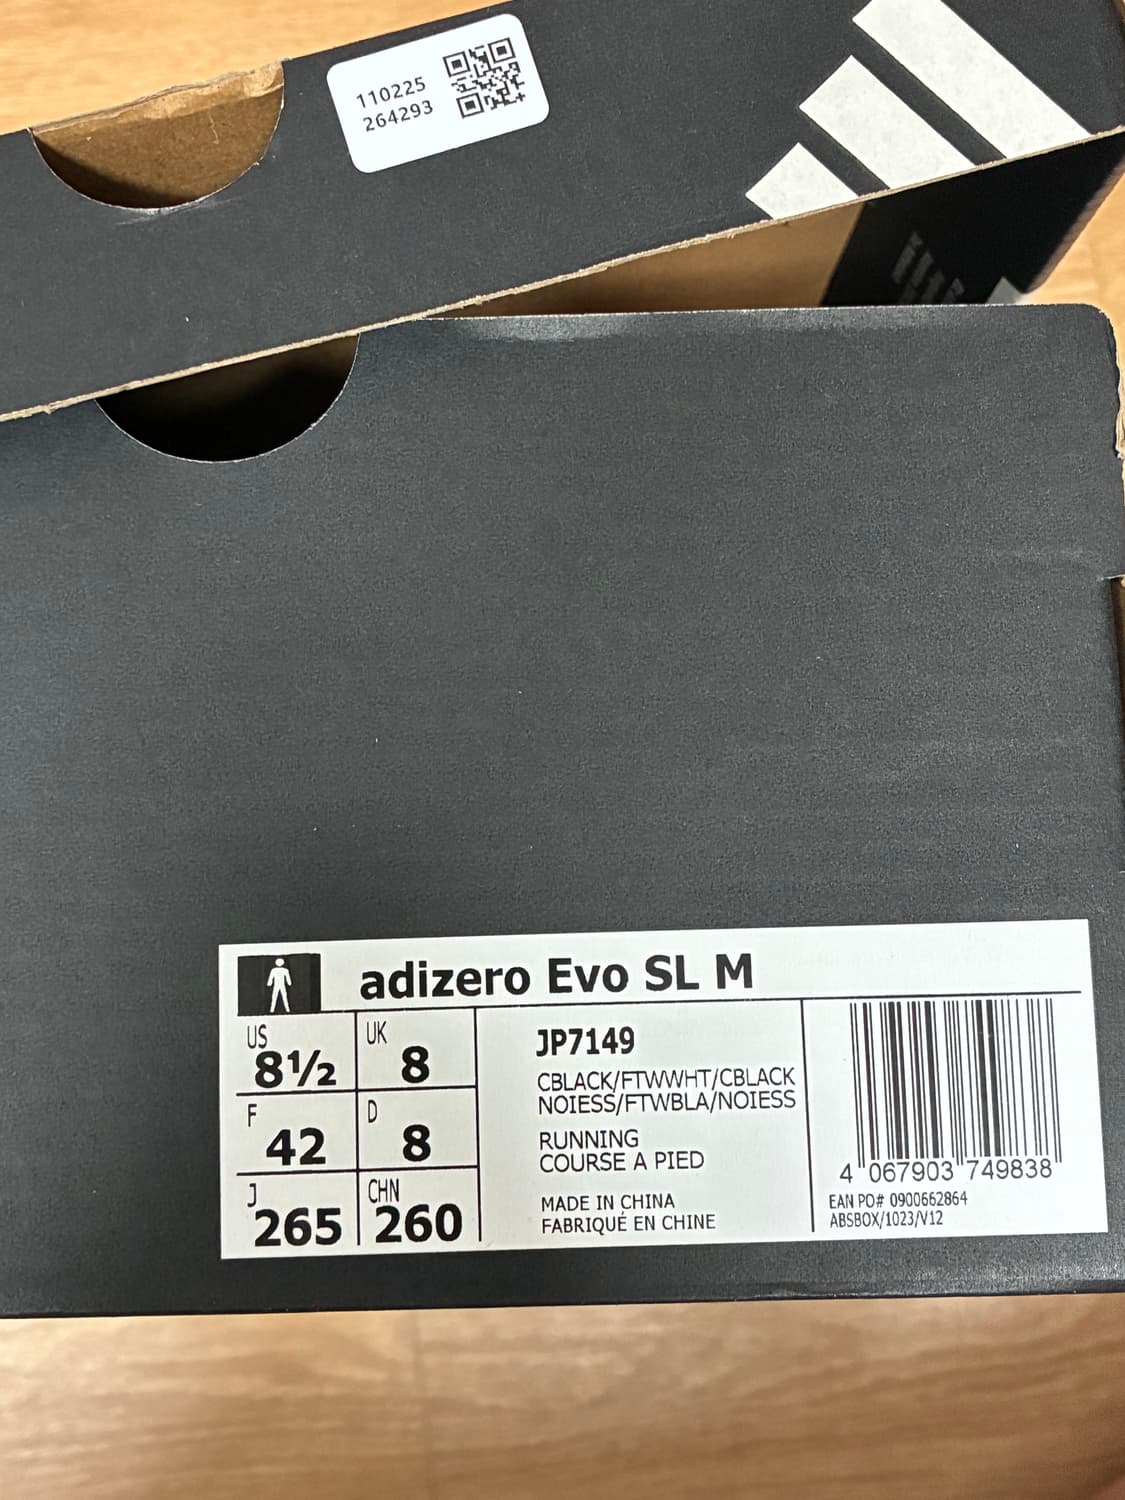 110225
264293
adizero Evo SL M
US
8½
UK
8
F
42
D
8
J
265
CHN
260
JP7149
CBLACK/FTWWHT/CBLACK
NOIESS/FTWBLA/NOIESS
RUNNING
COURSE A PIED
MADE IN CHINA
FABRIQUÉ EN CHINE
4 067903 749838
EAN PO# 0900662864
ABSBOX/1023/V12